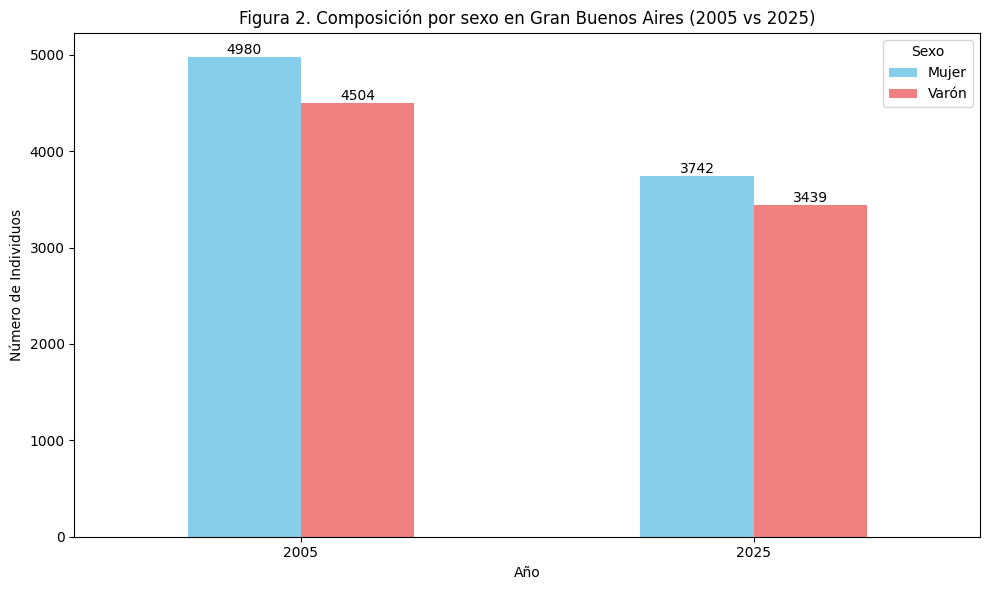 Figura 2. Composición por sexo en Gran Buenos Aires (2005 vs 2025)
Sexo
Mujer
Varón
4980
4504
3742
3439
Número de Individuos
5000
4000
3000
2000
1000
0
2005
2025
Año